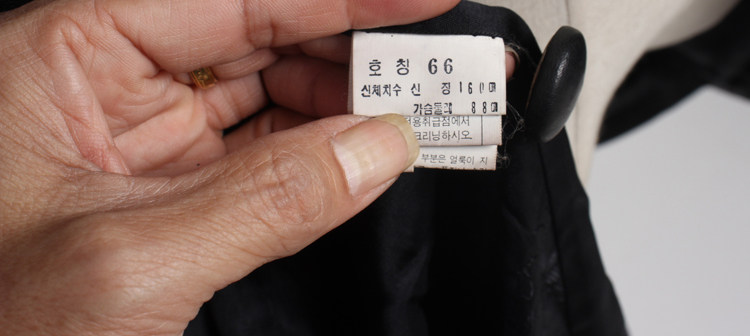 호칭 66
신체치수 신장 160㎝
가슴둘레 88㎝
전용취급점에서
크리닝하시오.
부분은 얼룩이 지